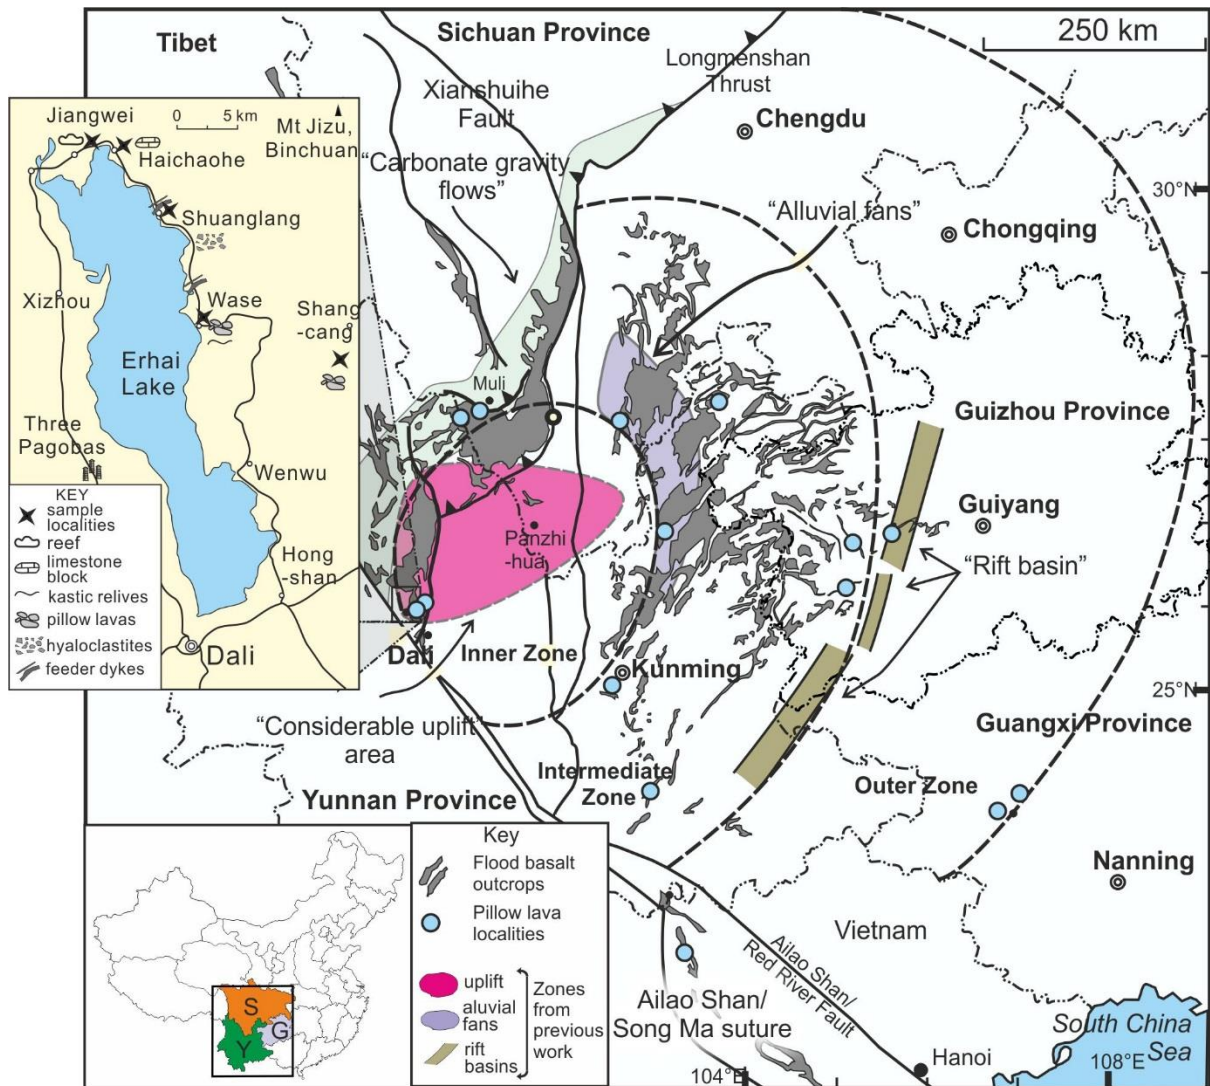 Tibet
Sichuan Province
250 km
Longmenshan
Thrust
Xianshuihe
Fault
Chengdu
Jiangwei
0 5 km
Mt Jizu,
Binchuan
Haichaohe
"Carbonate gravity
flows"
30°N
"Alluvial fans"
Shuanglang
Chongqing
Xizhou
Wase
Shang
-cang
Erhai
Lake
Muli
Guizhou Province
Three
Pagobas
Wenwu
KEY
sample
localities
reef
limestone
block
kastic relives
pillow lavas
hyaloclastites
feeder dykes
Hong
-shan
Dali
Panzhi
-hua
Guiyang
"Rift basin"
Dali
Inner Zone
Kunming
25°N
"Considerable uplift"
area
Guangxi Province
Intermediate
Zone
Outer Zone
Yunnan Province
Nanning
Key
Flood basalt
outcrops
Pillow lava
localities
uplift
aluvial
fans
rift
basins
Zones
from
previous
work
S
G
Y
Vietnam
Ailao Shan/
Red River Fault
Ailao Shan/
Song Ma suture
South China
Sea
Hanoi
104°E
108°E